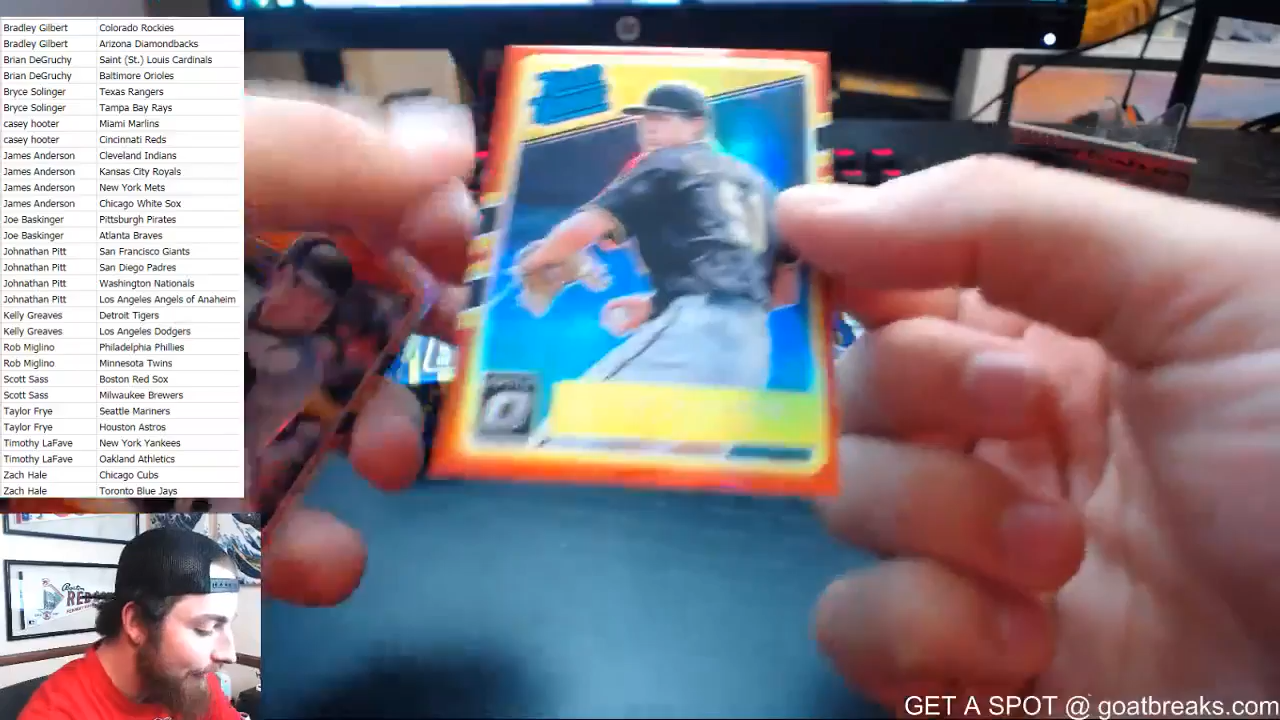 Bradley Gilbert Colorado Rockies
Bradley Gilbert Arizona Diamondbacks
Brian DeGruchy Saint (St.) Louis Cardinals
Brian DeGruchy Baltimore Orioles
Bryce Solinger Texas Rangers
Bryce Solinger Tampa Bay Rays
casey hooter Miami Marlins
casey hooter Cincinnati Reds
James Anderson Cleveland Indians
James Anderson Kansas City Royals
James Anderson New York Mets
James Anderson Chicago White Sox
Joe Baskinger Pittsburgh Pirates
Joe Baskinger Atlanta Braves
Johnathan Pitt San Francisco Giants
Johnathan Pitt San Diego Padres
Johnathan Pitt Washington Nationals
Johnathan Pitt Los Angeles Angels of Anaheim
Kelly Greaves Detroit Tigers
Kelly Greaves Los Angeles Dodgers
Rob Miglino Philadelphia Phillies
Rob Miglino Minnesota Twins
Scott Sass Boston Red Sox
Scott Sass Milwaukee Brewers
Taylor Frye Seattle Mariners
Taylor Frye Houston Astros
Timothy LaFave New York Yankees
Timothy LaFave Oakland Athletics
Zach Hale Chicago Cubs
Zach Hale Toronto Blue Jays
GET A SPOT @ goatbreaks.com